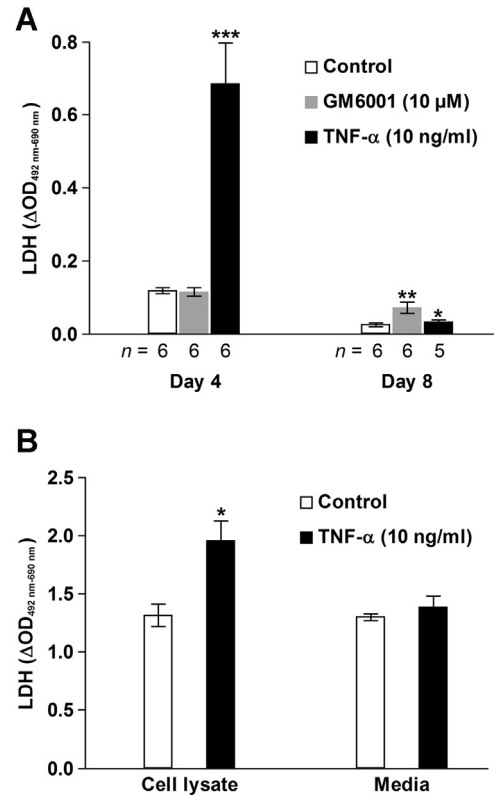 A
0.8
0.6
0.4
0.2
0.0
LDH (ΔOD492 nm-690 nm)
***
**
*
Control
GM6001 (10 µM)
TNF-α (10 ng/ml)
n = 6 6 6
n = 6 6 5
Day 4
Day 8
B
2.5
2.0
1.5
1.0
0.5
0.0
LDH (ΔOD492 nm-690 nm)
*
Control
TNF-α (10 ng/ml)
Cell lysate
Media